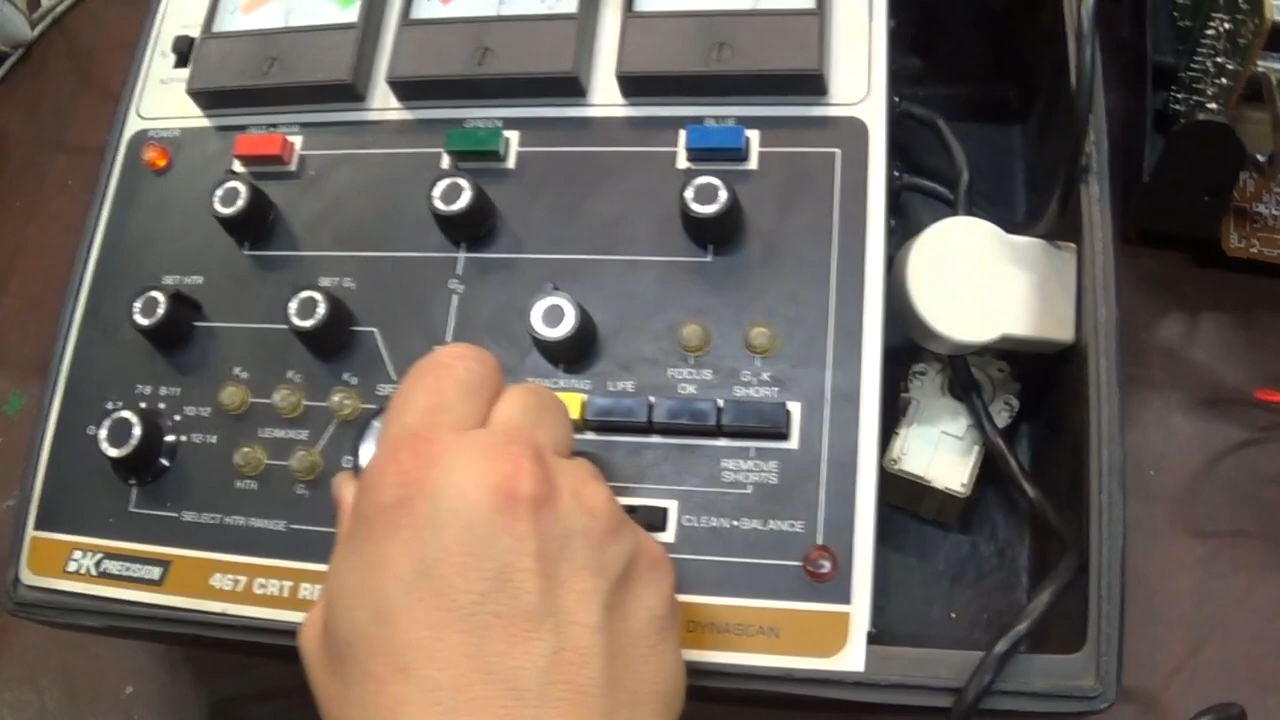 POWER
GREEN
BLUE
SET HTR
SET G1
G2
KR
KG
KB
7-8 8-11
4-7
10-12
12-14
LEAKAGE
HTR
G1
TRACKING
LIFE
FOCUS
OK
G1-K
SHORT
REMOVE
SHORTS
SELECT HTR RANGE
CLEAN•BALANCE
BK PRECISION
467 CRT
DYNASCAN